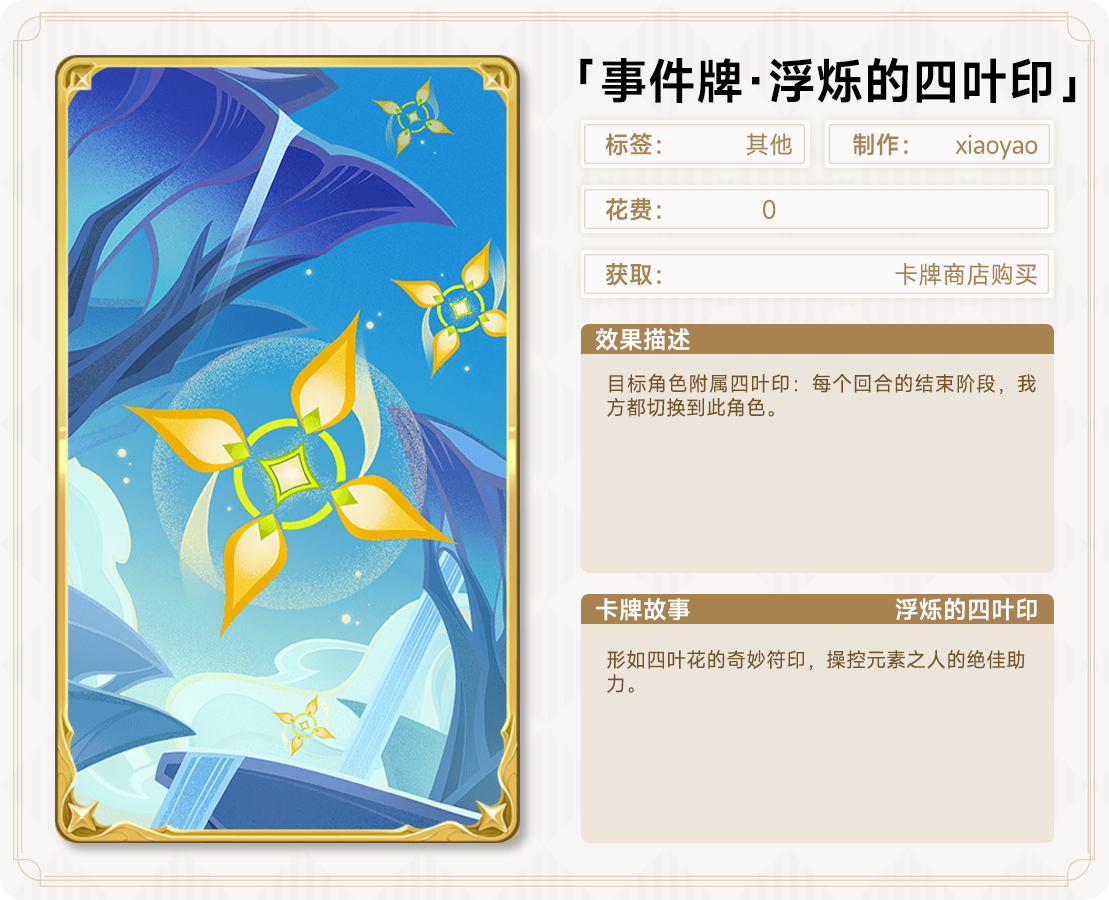 「事件牌·浮烁的四叶印」
标签： 其他
制作： xiaoyao
花费： 0
获取： 卡牌商店购买
效果描述
目标角色附属四叶印：每个回合的结束阶段，我
方都切换到此角色。
卡牌故事 浮烁的四叶印
形如四叶花的奇妙符印，操控元素之人的绝佳助
力。